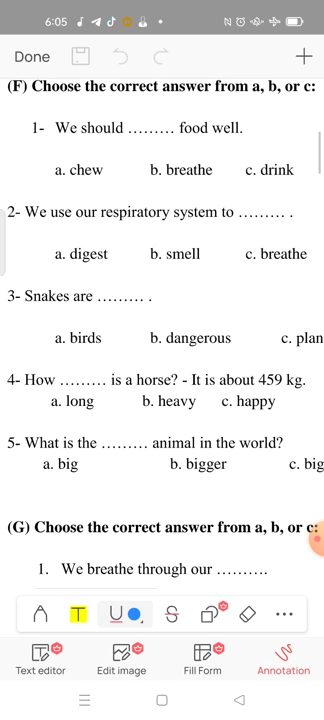 6:05
Done
(F) Choose the correct answer from a, b, or c:
1- We should ……… food well.
a. chew b. breathe c. drink
2- We use our respiratory system to ……… .
a. digest b. smell c. breathe
3- Snakes are ……… .
a. birds b. dangerous c. plan
4- How ……… is a horse? - It is about 459 kg.
a. long b. heavy c. happy
5- What is the ……… animal in the world?
a. big b. bigger c. big
(G) Choose the correct answer from a, b, or c:
1. We breathe through our ……….
Text editor Edit image Fill Form Annotation